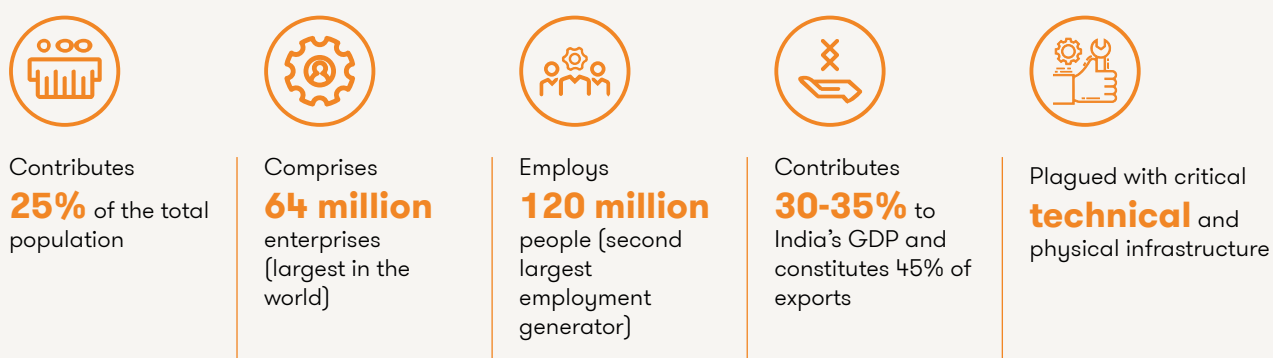 Contributes
25% of the total
population
Comprises
64 million
enterprises
(largest in the
world)
Employs
120 million
people (second
largest
employment
generator)
Contributes
30-35% to
India's GDP and
constitutes 45% of
exports
Plagued with critical
technical and
physical infrastructure